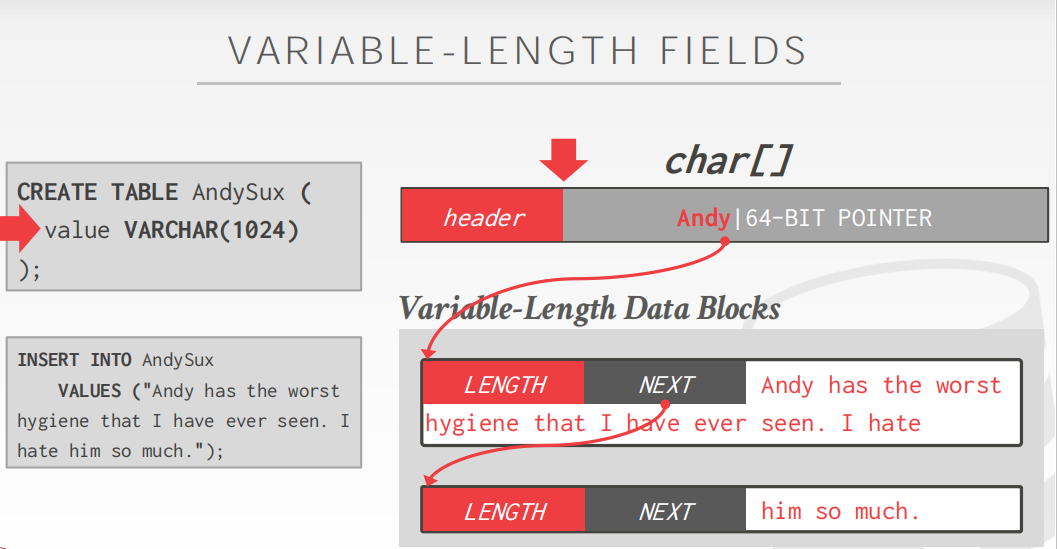 VARIABLE-LENGTH FIELDS
CREATE TABLE AndySux (
value VARCHAR(1024)
);
INSERT INTO AndySux
VALUES ("Andy has the worst
hygiene that I have ever seen. I
hate him so much.");
char[]
header
Andy|64-BIT POINTER
Variable-Length Data Blocks
LENGTH NEXT Andy has the worst
hygiene that I have ever seen. I hate
LENGTH NEXT him so much.